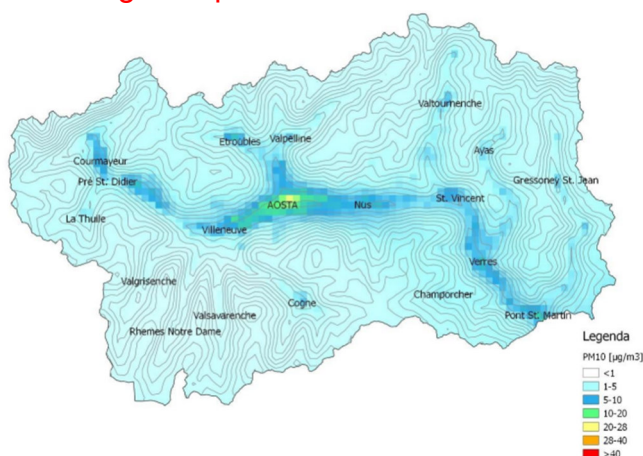 Valtournenche
Etroubles
Valpelline
Courmayeur
Ayas
Prè St. Didier
Gressoney St. Jean
AOSTA
Nus
St. Vincent
La Thuile
Villeneuve
Verres
Valgrisenche
Champorcher
Cogne
Valsavarenche
Pont St. Martin
Rhemes Notre Dame
Legenda
PM10 [µg/m3]
<1
1-5
5-10
10-20
20-28
28-40
>40